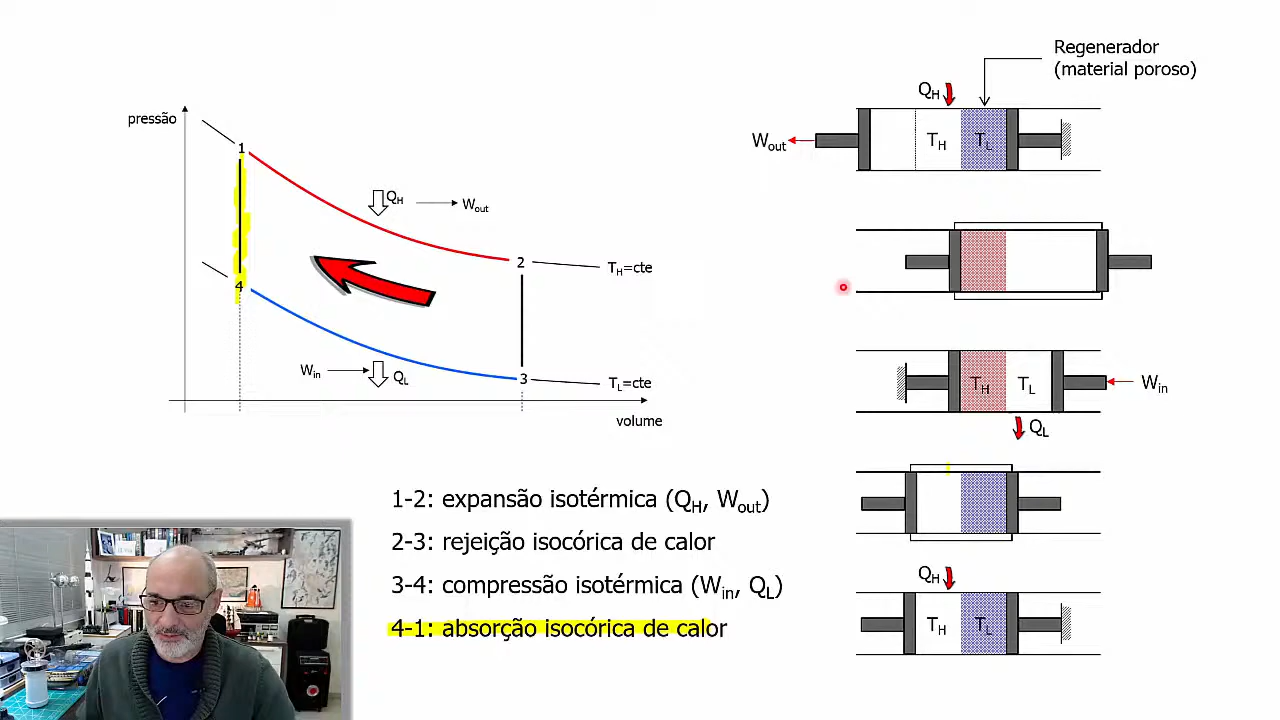 Regenerador
(material poroso)
pressão
1
Q_H
W_out
2
T_H=cte
4
W_in
Q_L
3
T_L=cte
volume
Q_H
W_out
T_H
T_L
T_H
T_L
W_in
Q_L
Q_H
T_H
T_L
1-2: expansão isotérmica (Q_H, W_out)
2-3: rejeição isocórica de calor
3-4: compressão isotérmica (W_in, Q_L)
4-1: absorção isocórica de calor